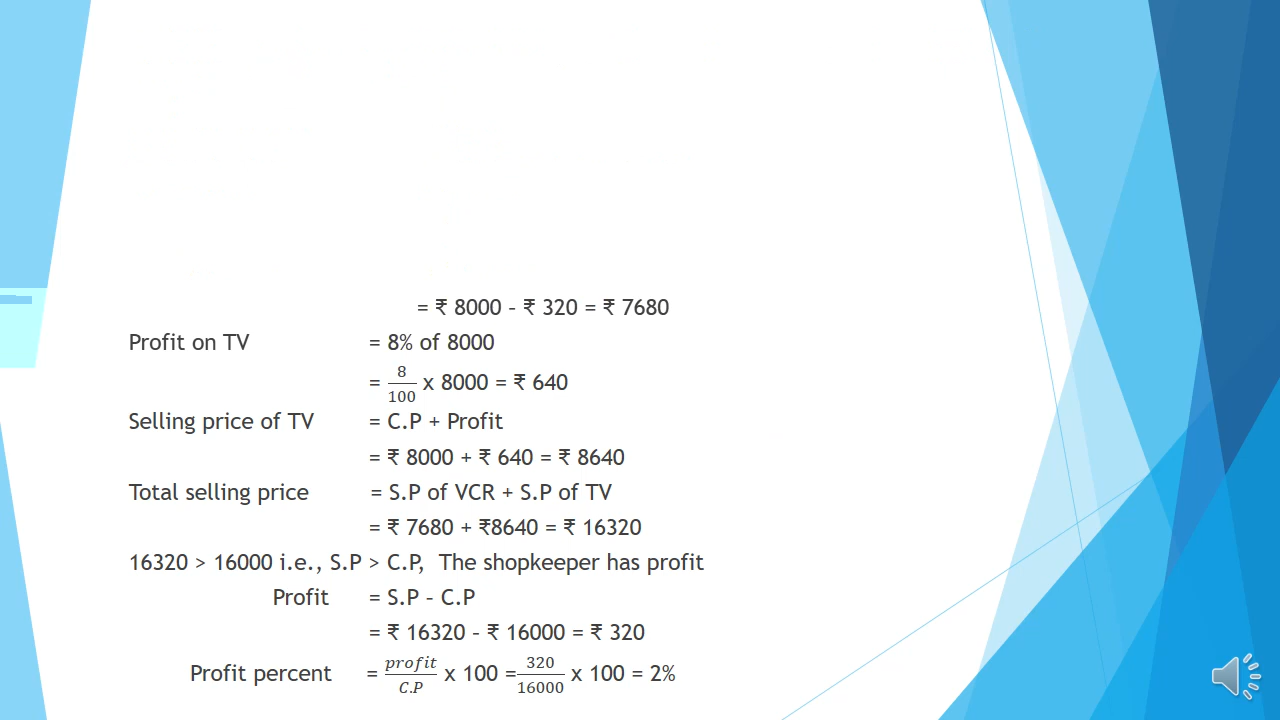 = ₹ 8000 – ₹ 320 = ₹ 7680
Profit on TV = 8% of 8000
= 8/100 x 8000 = ₹ 640
Selling price of TV = C.P + Profit
= ₹ 8000 + ₹ 640 = ₹ 8640
Total selling price = S.P of VCR + S.P of TV
= ₹ 7680 + ₹8640 = ₹ 16320
16320 > 16000 i.e., S.P > C.P, The shopkeeper has profit
Profit = S.P – C.P
= ₹ 16320 – ₹ 16000 = ₹ 320
Profit percent = profit/C.P x 100 =320/16000 x 100 = 2%